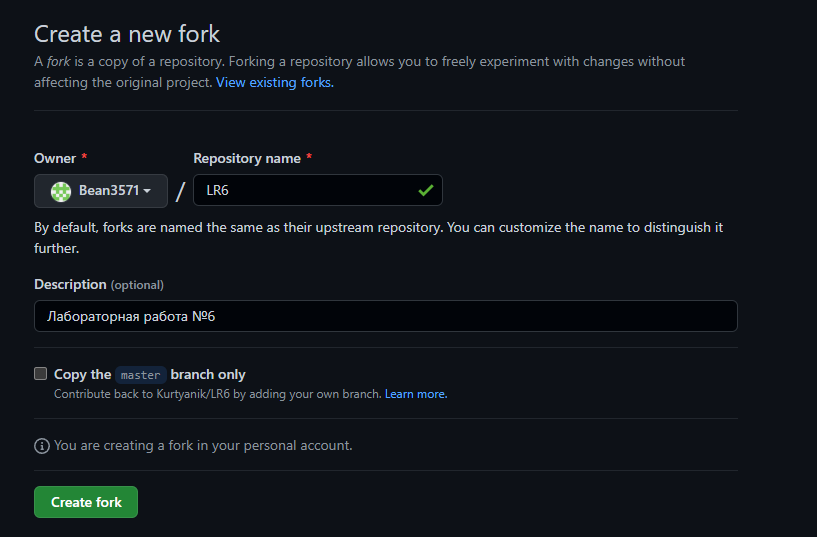 Create a new fork
A fork is a copy of a repository. Forking a repository allows you to freely experiment with changes without
affecting the original project. View existing forks.
Owner * Repository name *
Bean3571 / LR6
By default, forks are named the same as their upstream repository. You can customize the name to distinguish it
further.
Description (optional)
Лабораторная работа №6
Copy the master branch only
Contribute back to Kurtyanik/LR6 by adding your own branch. Learn more.
You are creating a fork in your personal account.
Create fork